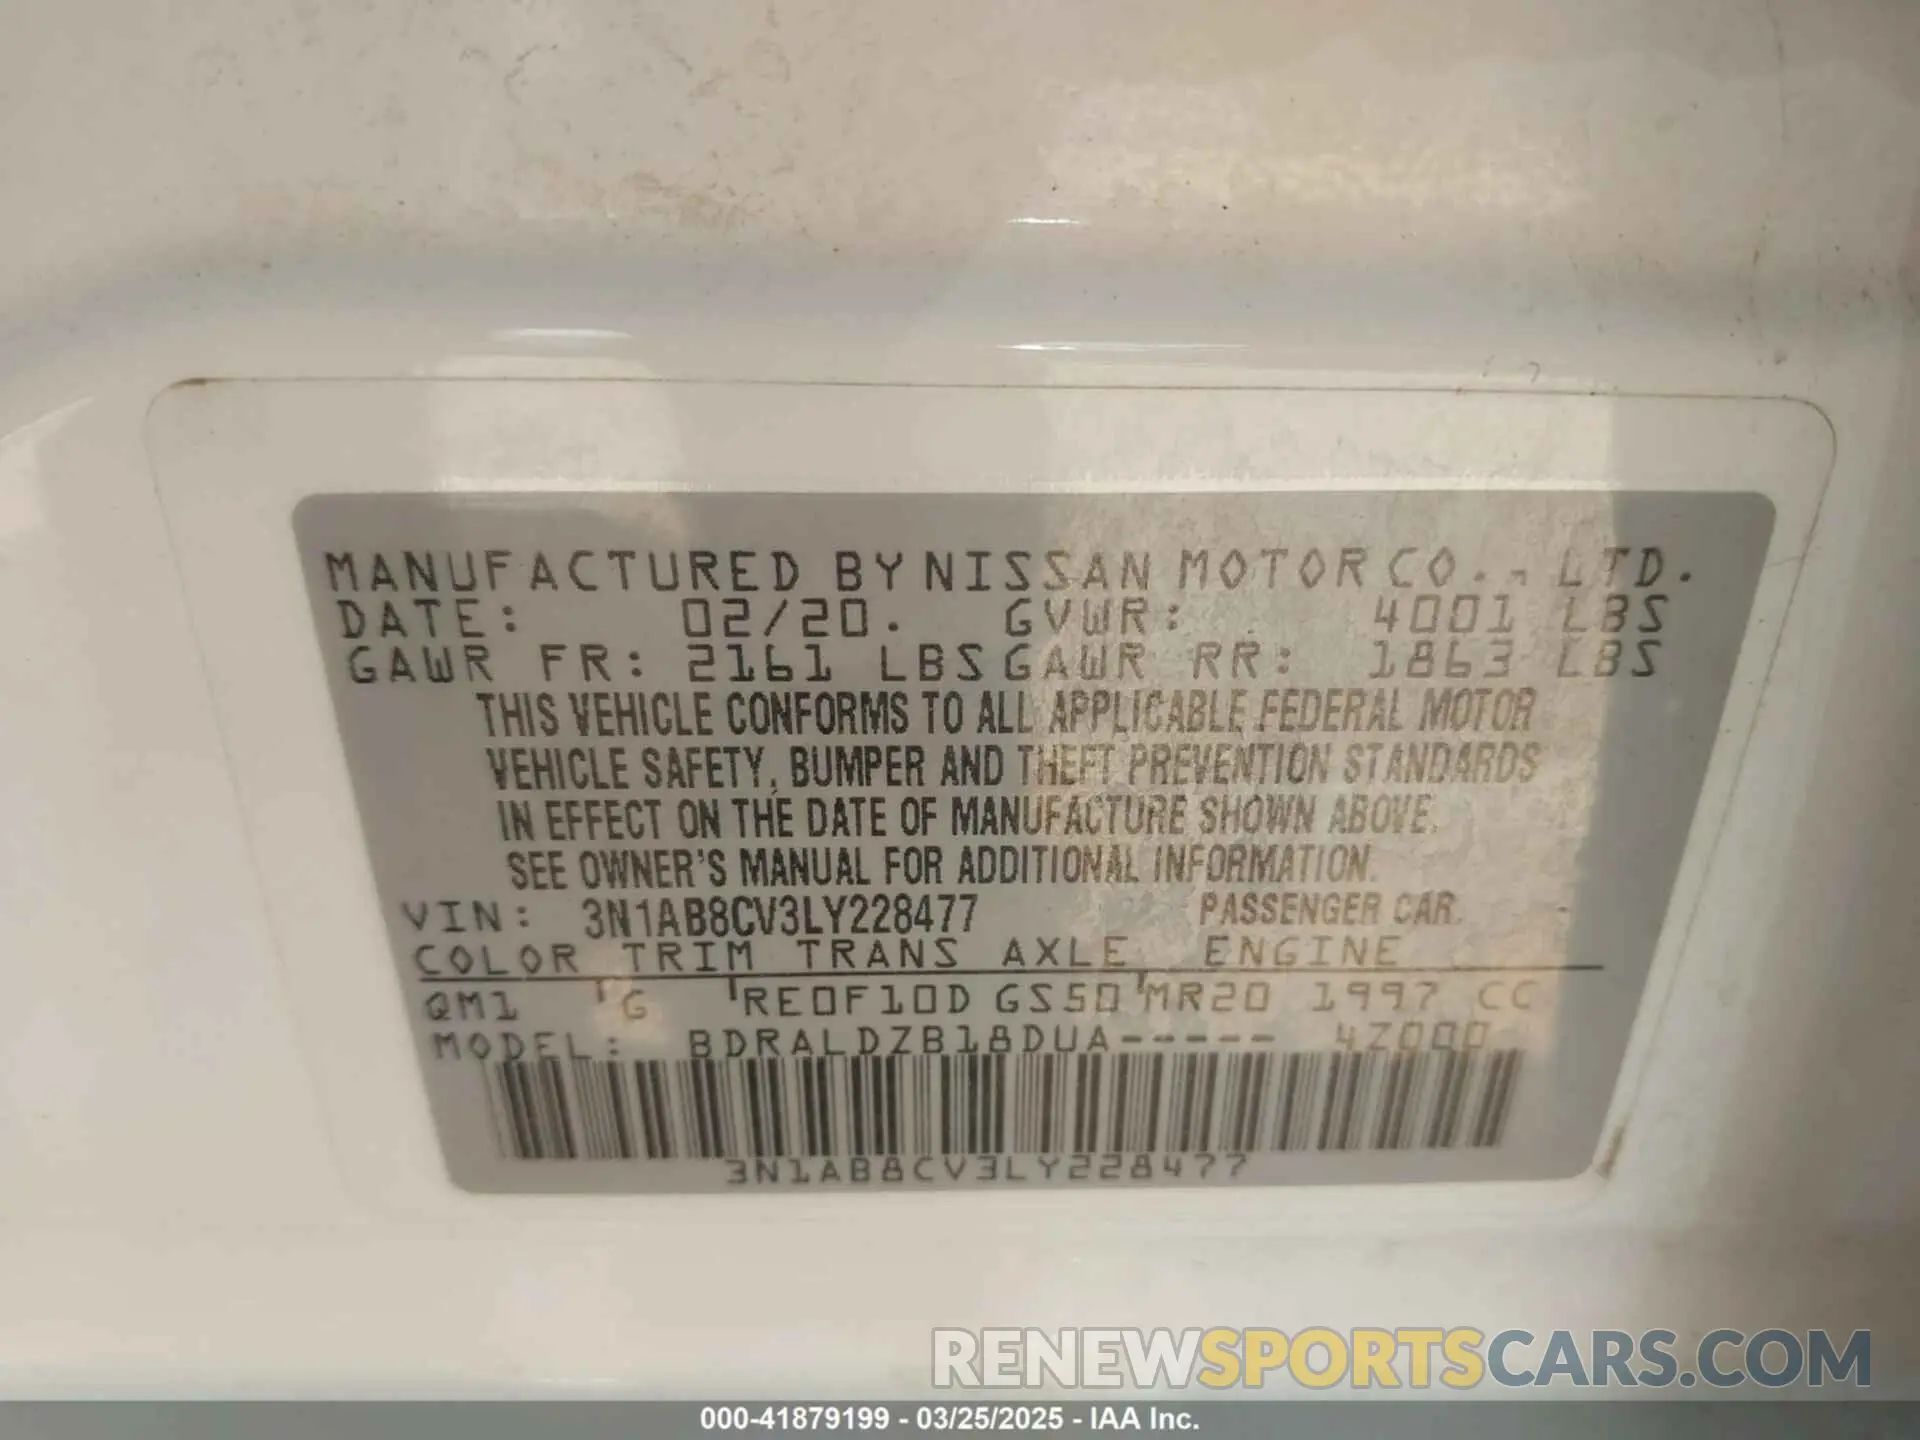 MANUFACTURED BY NISSAN MOTOR CO., LTD.
DATE: 02/20. GVWR: 4001 LBS
GAWR FR: 2161 LBS GAWR RR: 1863 LBS
THIS VEHICLE CONFORMS TO ALL APPLICABLE FEDERAL MOTOR
VEHICLE SAFETY, BUMPER AND THEFT PREVENTION STANDARDS
IN EFFECT ON THE DATE OF MANUFACTURE SHOWN ABOVE.
SEE OWNER'S MANUAL FOR ADDITIONAL INFORMATION.
VIN: 3N1AB8CV3LY228477 PASSENGER CAR.
COLOR TRIM TRANS AXLE ENGINE
QM1 G RE0F10D GS50 MR20 1997 CC
MODEL: BDRALDZB18DUA----- 4Z000
3N1AB8CV3LY228477
RENEWSPORTSCARS.COM
000-41879199 - 03/25/2025 - IAA Inc.